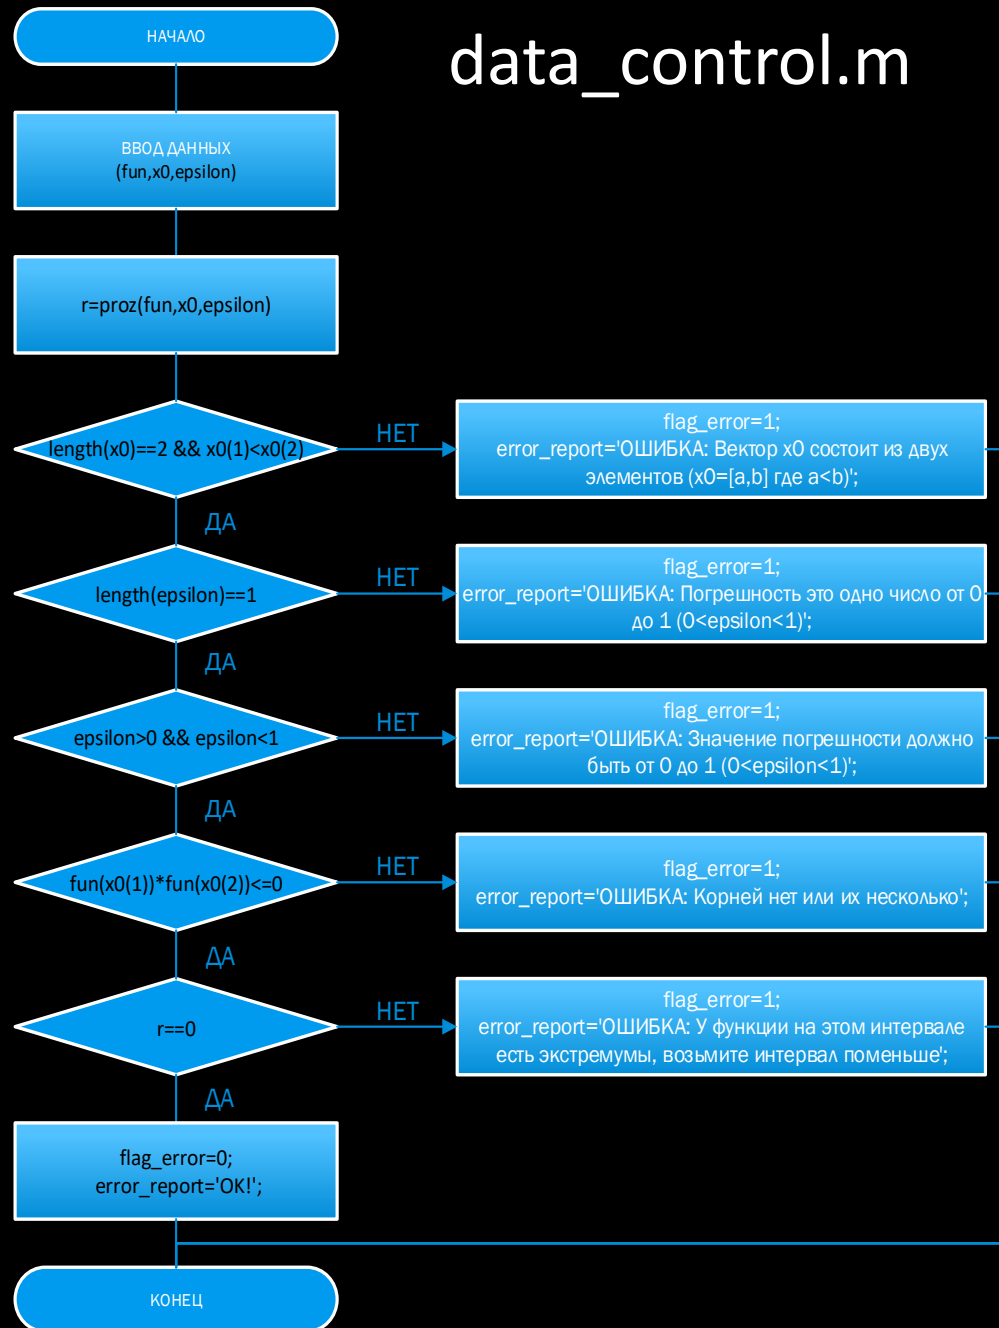 data_control.m
НАЧАЛО
ВВОД ДАННЫХ
(fun,x0,epsilon)
r=proz(fun,x0,epsilon)
length(x0)==2 && x0(1)<x0(2)
НЕТ
flag_error=1;
error_report='ОШИБКА: Вектор x0 состоит из двух
элементов (x0=[a,b] где a<b)';
ДА
length(epsilon)==1
НЕТ
flag_error=1;
error_report='ОШИБКА: Погрешность это одно число от 0
до 1 (0<epsilon<1)';
ДА
epsilon>0 && epsilon<1
НЕТ
flag_error=1;
error_report='ОШИБКА: Значение погрешности должно
быть от 0 до 1 (0<epsilon<1)';
ДА
fun(x0(1))*fun(x0(2))<=0
НЕТ
flag_error=1;
error_report='ОШИБКА: Корней нет или их несколько';
ДА
r==0
НЕТ
flag_error=1;
error_report='ОШИБКА: У функции на этом интервале
есть экстремумы, возьмите интервал поменьше';
ДА
flag_error=0;
error_report='OK!';
КОНЕЦ